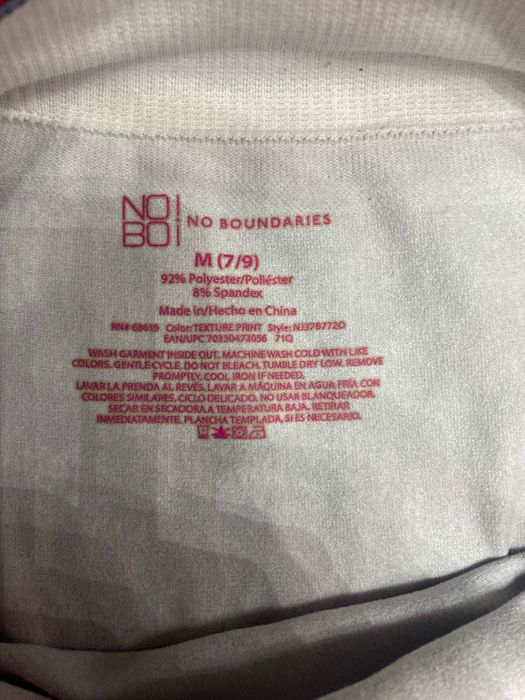 NO
BO
NO BOUNDARIES
M (7/9)
92% Polyester/Poliéster
8% Spandex
Made in/Hecho en China
RN# 63619 Color: TEXTURE PRINT Style: NJ37B772O
EAN/UPC 70330473056 71Q
WASH GARMENT INSIDE OUT. MACHINE WASH COLD WITH LIKE
COLORS. GENTLE CYCLE. DO NOT BLEACH. TUMBLE DRY LOW. REMOVE
PROMPTLY. COOL IRON IF NEEDED.
LAVAR LA PRENDA AL REVÉS. LAVAR A MÁQUINA EN AGUA FRÍA CON
COLORES SIMILARES. CICLO DELICADO. NO USAR BLANQUEADOR.
SECAR EN SECADORA A TEMPERATURA BAJA. RETIRAR
INMEDIATAMENTE. PLANCHA TEMPLADA, SI ES NECESARIO.